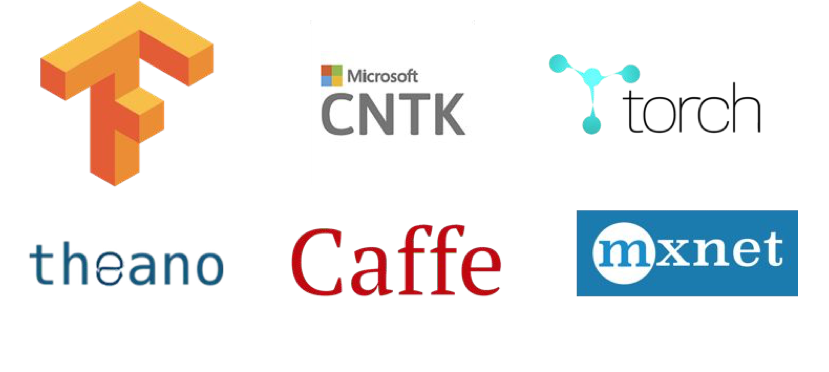 Microsoft
CNTK
torch
theano
Caffe
mxnet